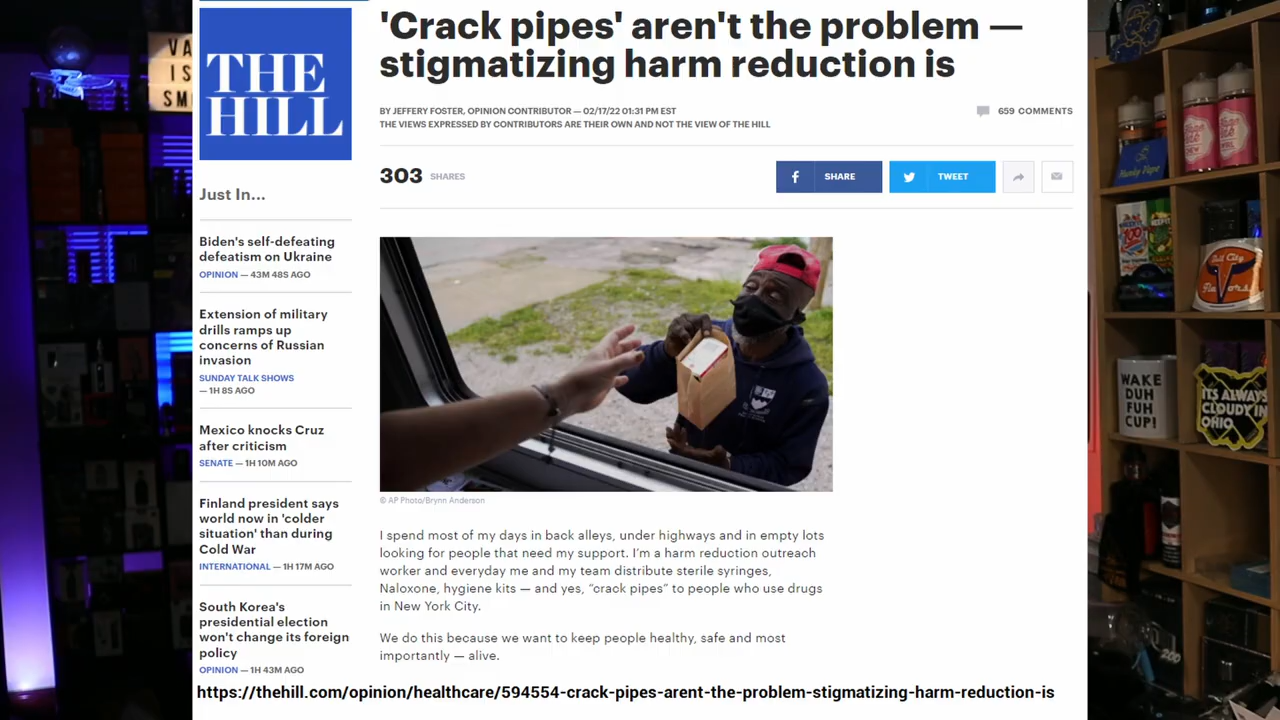 VA
I S
SM
THE
HILL
'Crack pipes' aren't the problem —
stigmatizing harm reduction is
BY JEFFERY FOSTER, OPINION CONTRIBUTOR — 02/17/22 01:31 PM EST
THE VIEWS EXPRESSED BY CONTRIBUTORS ARE THEIR OWN AND NOT THE VIEW OF THE HILL
659 COMMENTS
303 SHARES
SHARE
TWEET
Just In...
Biden's self-defeating
defeatism on Ukraine
OPINION — 43M 48S AGO
Extension of military
drills ramps up
concerns of Russian
invasion
SUNDAY TALK SHOWS
— 1H 8S AGO
Mexico knocks Cruz
after criticism
SENATE — 1H 10M AGO
Finland president says
world now in 'colder
situation' than during
Cold War
INTERNATIONAL — 1H 17M AGO
South Korea's
presidential election
won't change its foreign
policy
OPINION — 1H 43M AGO
© AP Photo/Brynn Anderson
I spend most of my days in back alleys, under highways and in empty lots
looking for people that need my support. I'm a harm reduction outreach
worker and everyday me and my team distribute sterile syringes,
Naloxone, hygiene kits — and yes, “crack pipes” to people who use drugs
in New York City.
We do this because we want to keep people healthy, safe and most
importantly — alive.
https://thehill.com/opinion/healthcare/594554-crack-pipes-arent-the-problem-stigmatizing-harm-reduction-is
WAKE
DUH
FUH
CUP!
ITS ALWAYS
CLOUDY IN
OHIO